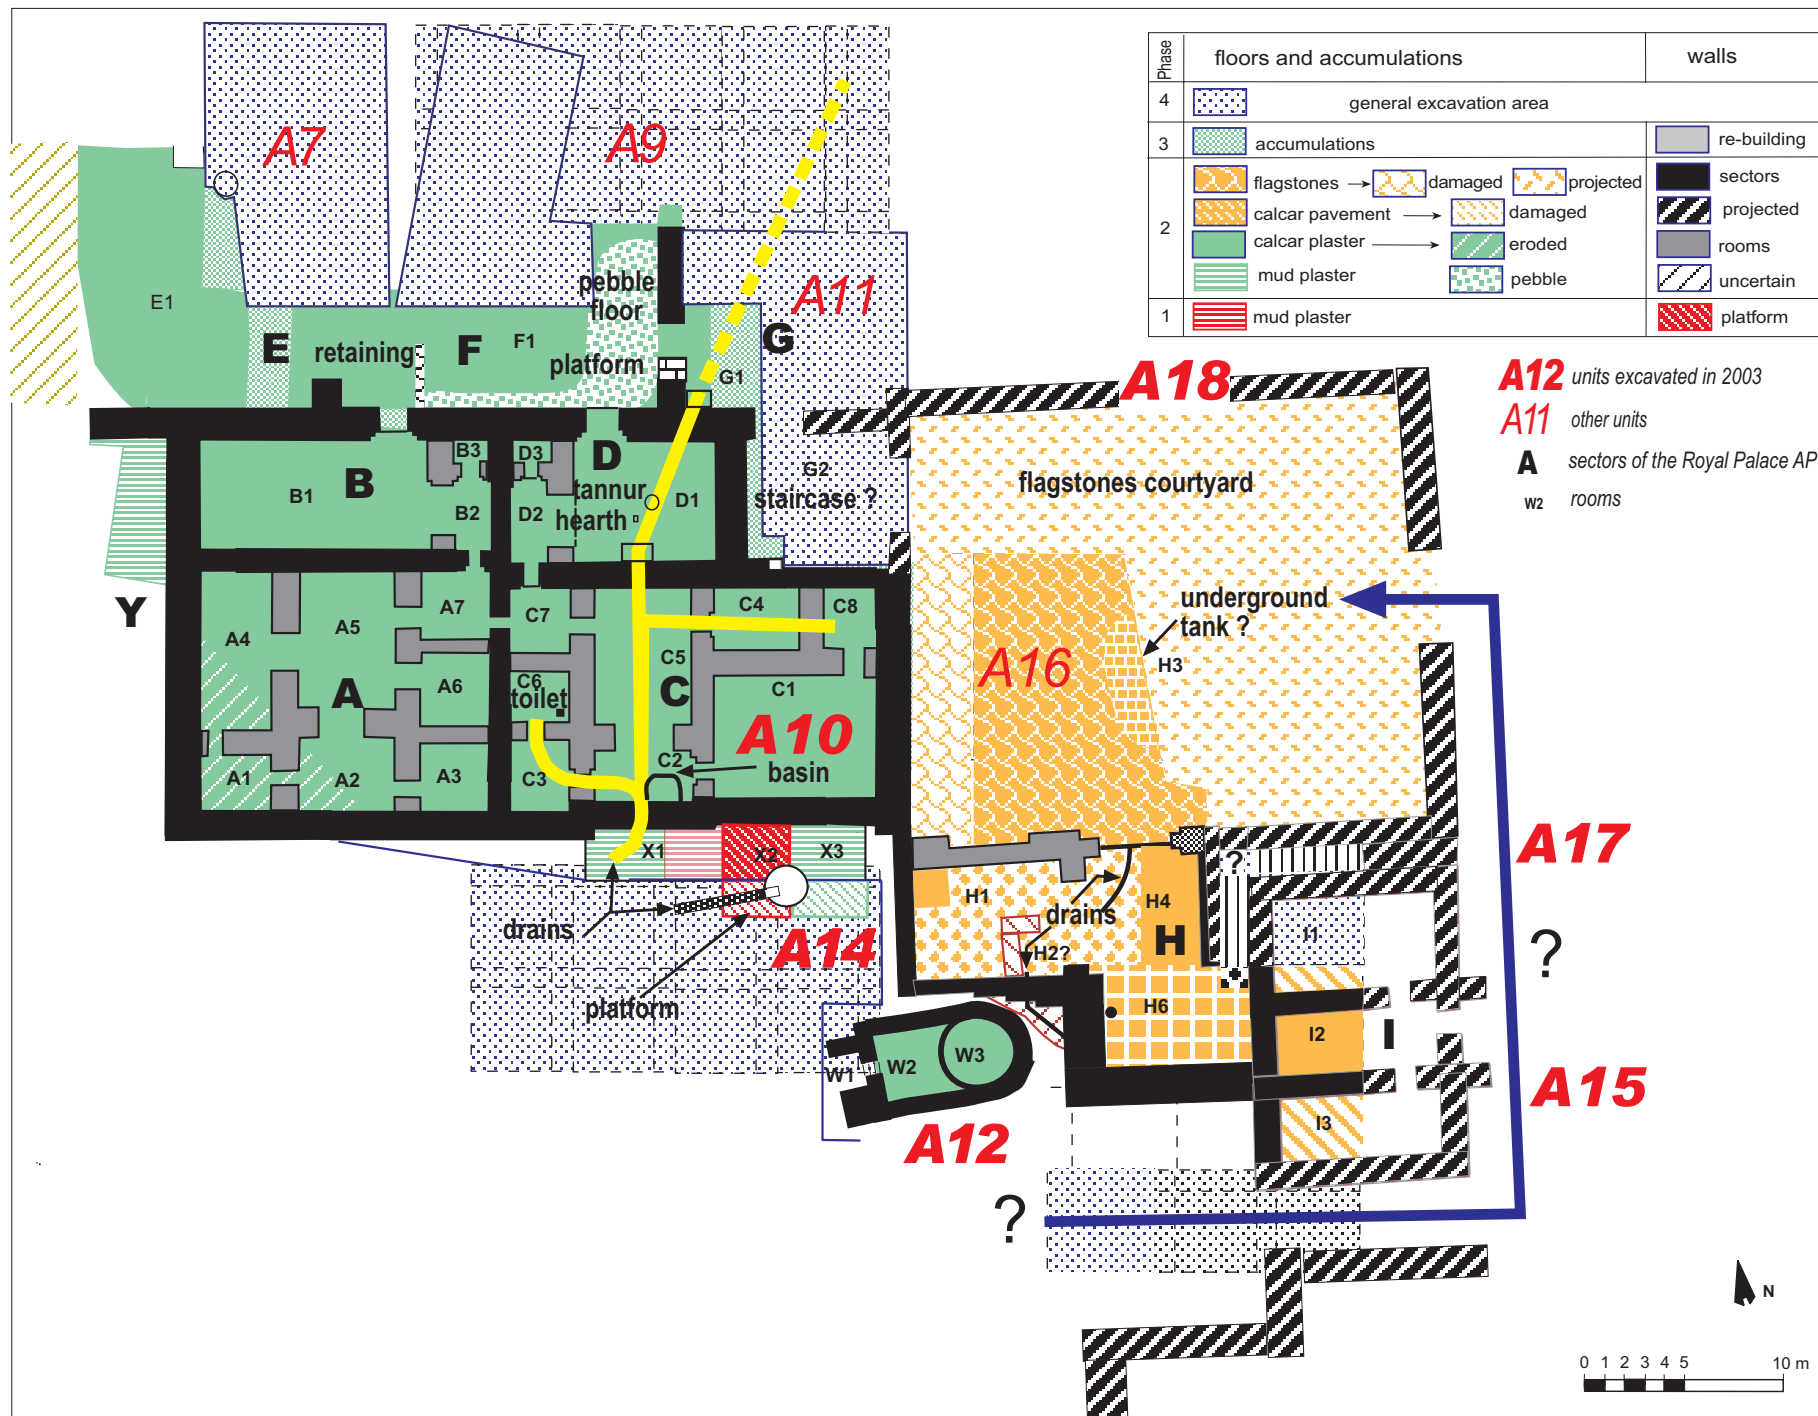 Phase
floors and accumulations
walls
4
general excavation area
3
accumulations
re-building
2
flagstones
damaged
projected
sectors
calcar pavement
damaged
projected
calcar plaster
eroded
rooms
mud plaster
pebble
uncertain
1
mud plaster
platform
A12 units excavated in 2003
A11 other units
A sectors of the Royal Palace AP
W2 rooms
A7
A9
A11
A18
E1
pebble
floor
E
retaining
F
F1
platform
G
G1
B
B1
B2
B3
D3
D
D2
D1
tannur
hearth
G2
staircase ?
flagstones courtyard
Y
A4
A5
A7
A
A6
A1
A2
A3
C7
C4
C8
C5
C6
toilet
C
C1
A10
C2
basin
C3
underground
tank ?
H3
A16
X1
X2
X3
drains
A14
platform
H1
drains
H4
H2?
H
H6
?
I1
I2
I
I3
W1
W2
W3
A12
A17
?
A15
?
N
0 1 2 3 4 5 10 m